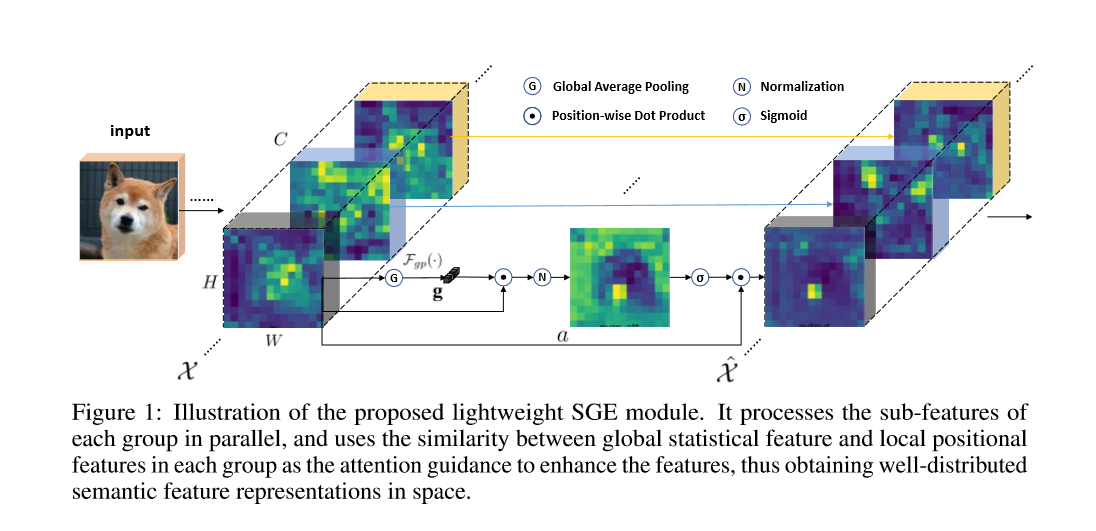 G Global Average Pooling N Normalization
input • Position-wise Dot Product σ Sigmoid
C
......
𝓕gp(·)
G • N σ •
H g
W a
𝒳 𝒳̂
Figure 1: Illustration of the proposed lightweight SGE module. It processes the sub-features of
each group in parallel, and uses the similarity between global statistical feature and local positional
features in each group as the attention guidance to enhance the features, thus obtaining well-distributed
semantic feature representations in space.